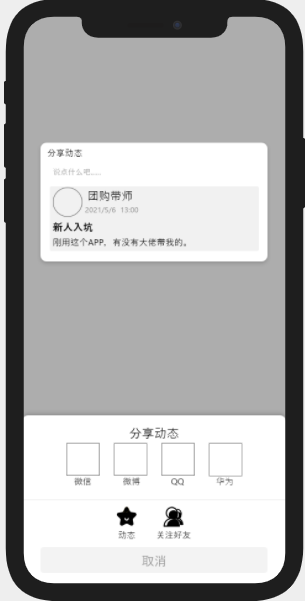 分享动态
说点什么吧……
团购带师
2021/5/6 13:00
新人入坑
刚用这个APP，有没有大佬带我的。
分享动态
微信 微博 QQ 华为
动态 关注好友
取消